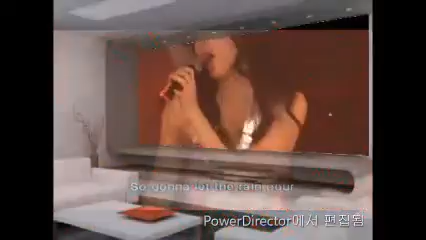 So gonna let the rain pour
PowerDirector에서 편집됨